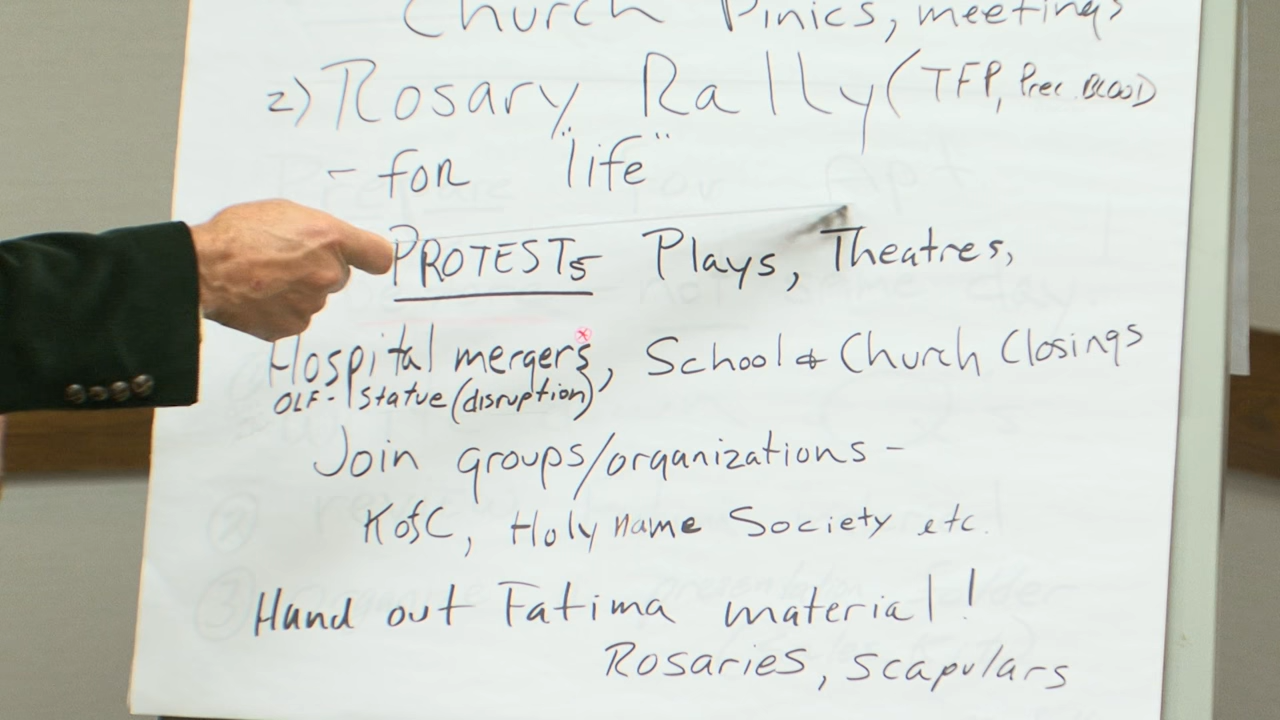 Church Pinics, meetings
2) Rosary Rally (TFP, Prec. BLOOD)
- for "life"
PROTESTs Plays, Theatres,
Hospital mergers, School & Church Closings
OLF - Statue (disruption)
Join groups/organizations -
KofC, Holy Name Society etc.
Hand out Fatima material!
Rosaries, scapulars